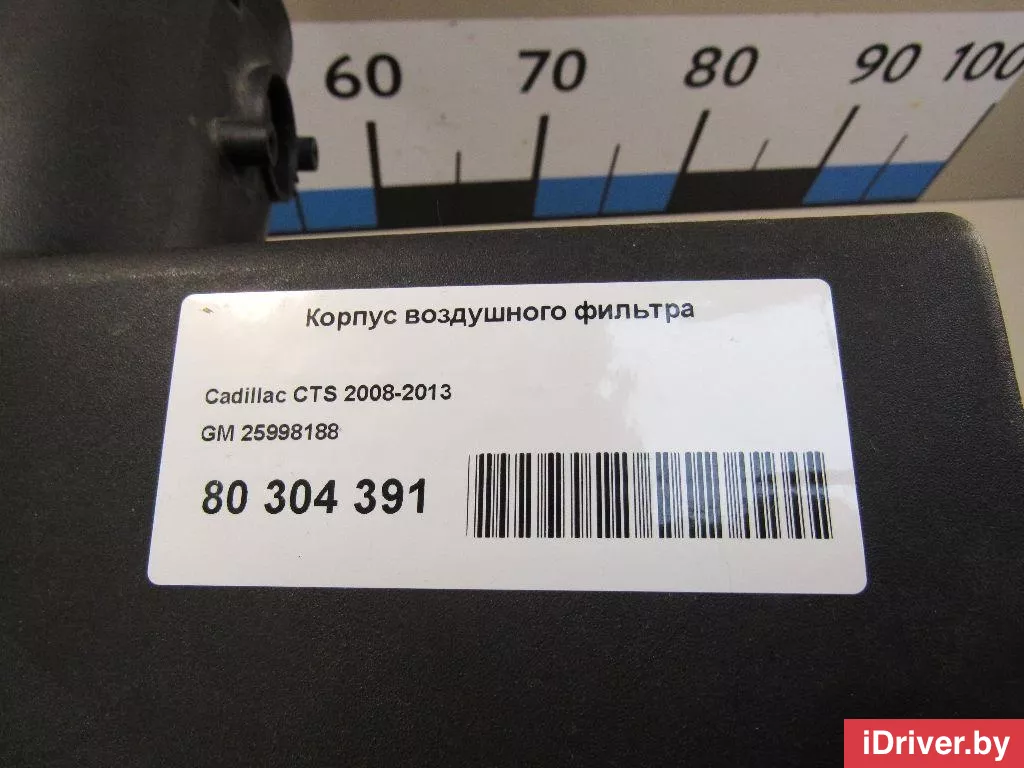 60 70 80 90 100
Корпус воздушного фильтра
Cadillac CTS 2008-2013
GM 25998188
80 304 391
iDriver.by